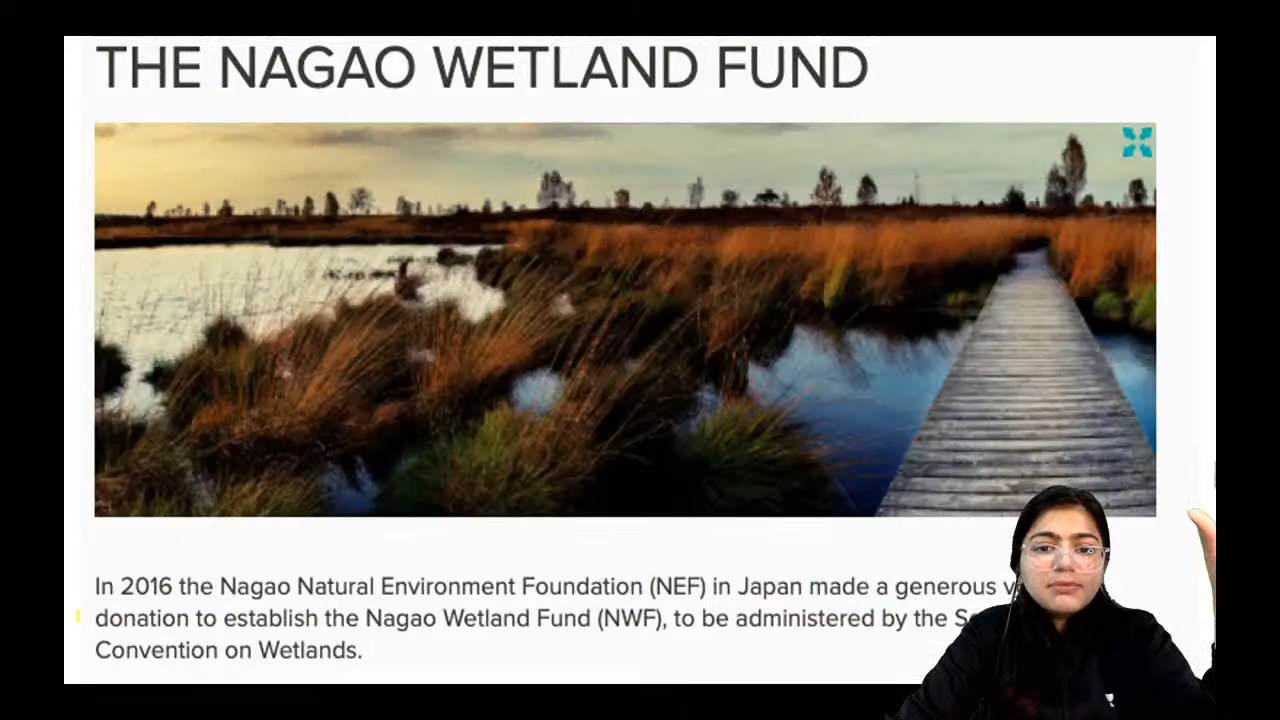 THE NAGAO WETLAND FUND
In 2016 the Nagao Natural Environment Foundation (NEF) in Japan made a generous
donation to establish the Nagao Wetland Fund (NWF), to be administered by the
Convention on Wetlands.